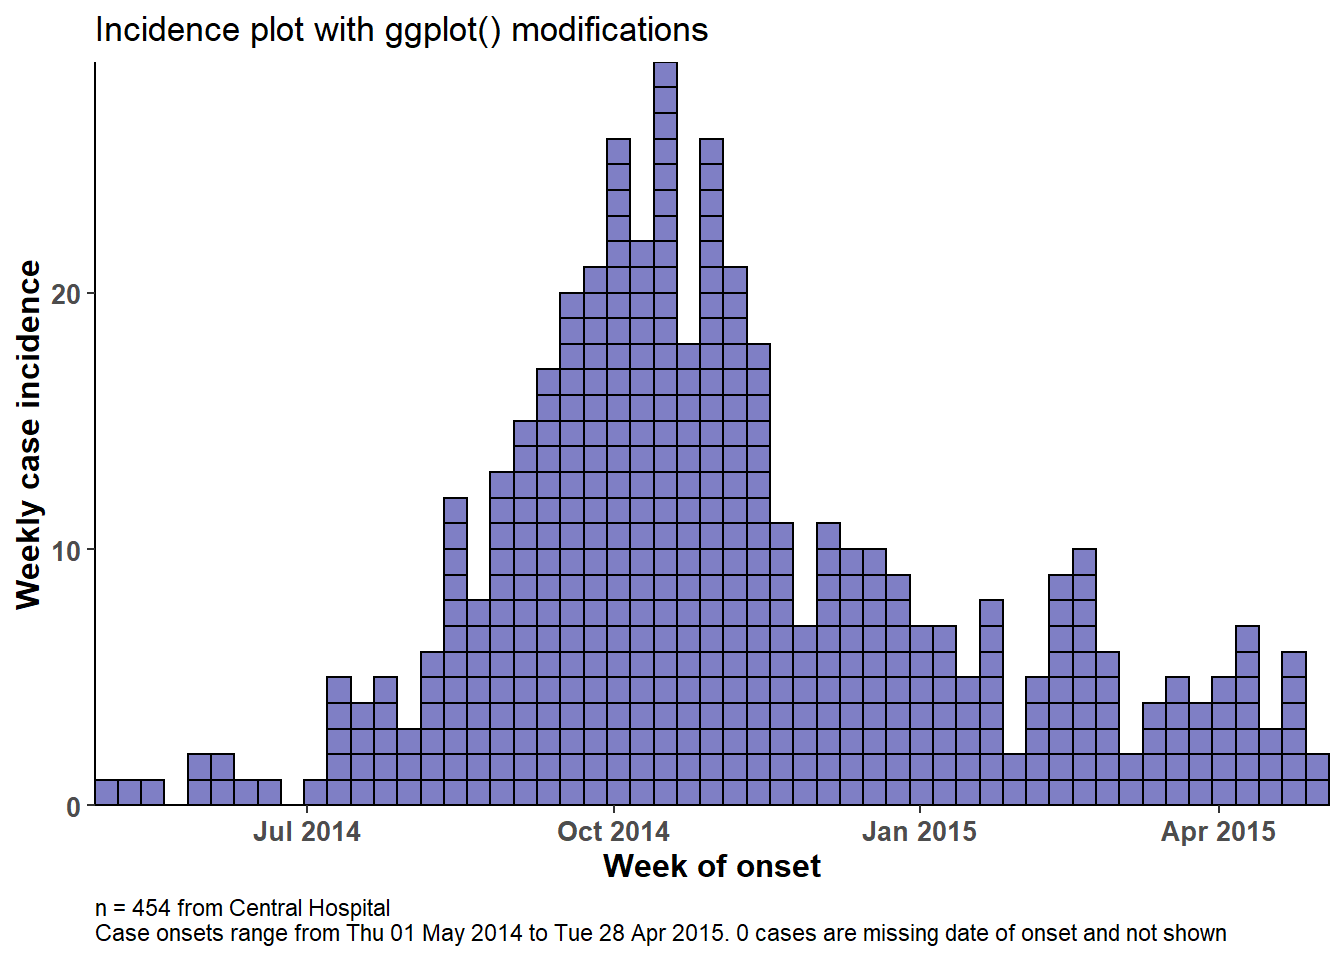 Incidence plot with ggplot() modifications
Weekly case incidence
20
10
0
Jul 2014 Oct 2014 Jan 2015 Apr 2015
Week of onset
n = 454 from Central Hospital
Case onsets range from Thu 01 May 2014 to Tue 28 Apr 2015. 0 cases are missing date of onset and not shown